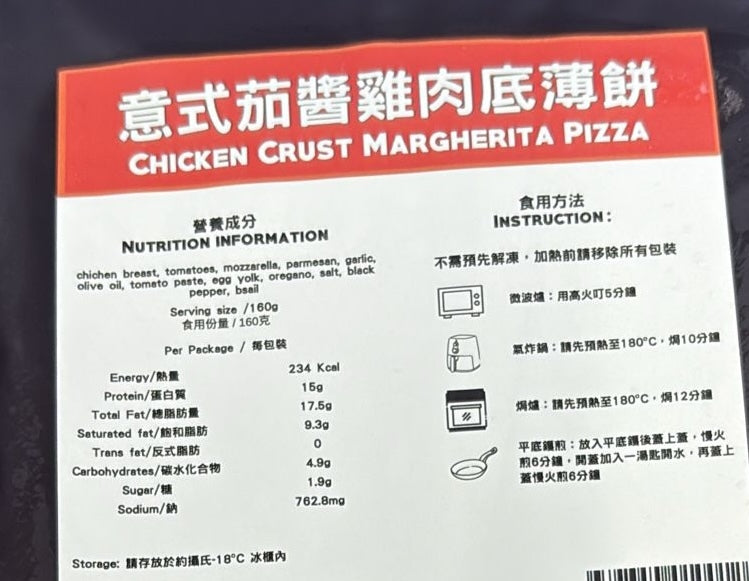 意式茄醬雞肉底薄餅
CHICKEN CRUST MARGHERITA PIZZA
營養成分
NUTRITION INFORMATION
chichen breast, tomatoes, mozzarella, parmesan, garlic,
olive oil, tomato paste, egg yolk, oregano, salt, black
pepper, bsail
Serving size /160g
食用份量 / 160克
Per Package / 每包裝
Energy/熱量 234 Kcal
Protein/蛋白質 15g
Total Fat/總脂肪量 17.5g
Saturated fat/飽和脂肪 9.3g
Trans fat/反式脂肪 0
Carbohydrates/碳水化合物 4.9g
Sugar/糖 1.9g
Sodium/鈉 762.8mg
Storage: 請存放於約攝氏-18°C 冰櫃內
食用方法
INSTRUCTION:
不需預先解凍，加熱前請移除所有包裝
微波爐：用高火叮5分鐘
氣炸鍋：請先預熱至180°C，焗10分鐘
焗爐：請先預熱至180°C，焗12分鐘
平底鑊煎：放入平底鑊後蓋上蓋，慢火
煎6分鐘，開蓋加入一湯匙開水，再蓋上
蓋慢火煎6分鐘